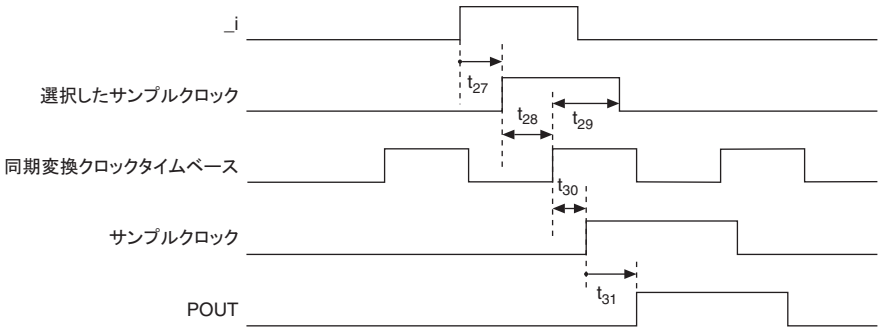 _i
t27
選択したサンプルクロック
t28
t29
同期変換クロックタイムベース
t30
サンプルクロック
t31
POUT